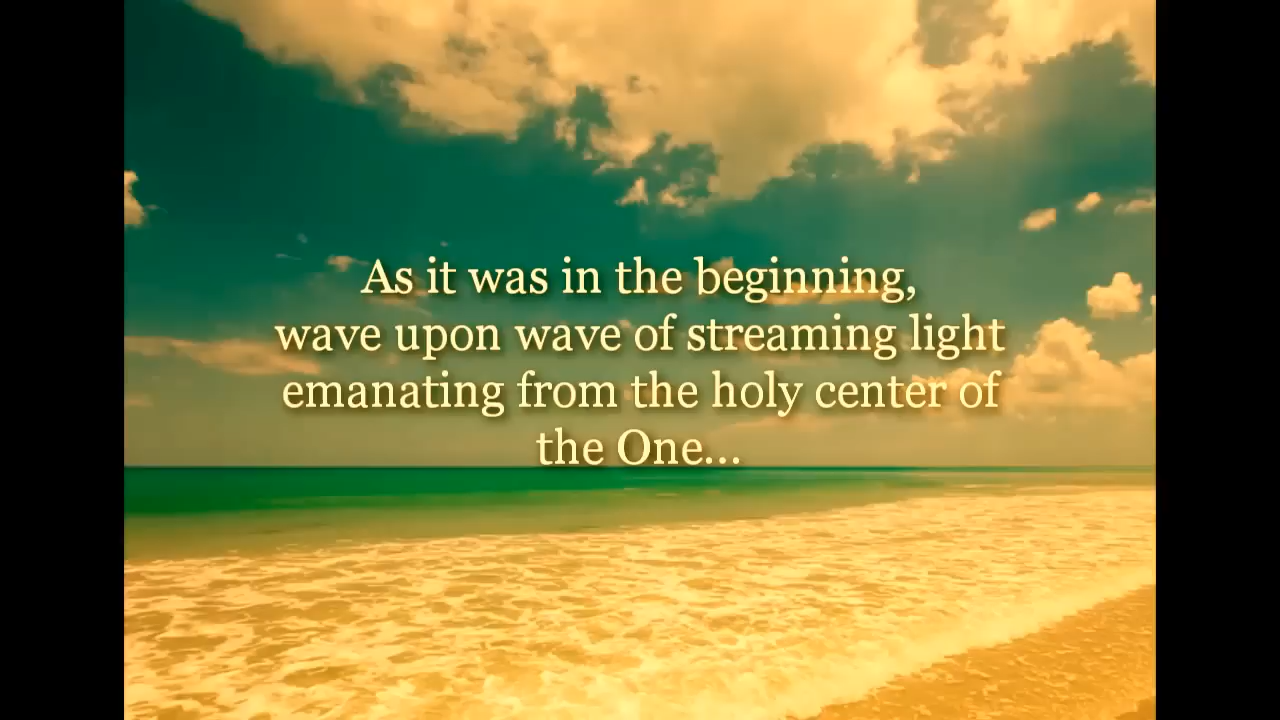 As it was in the beginning,
wave upon wave of streaming light
emanating from the holy center of
the One...